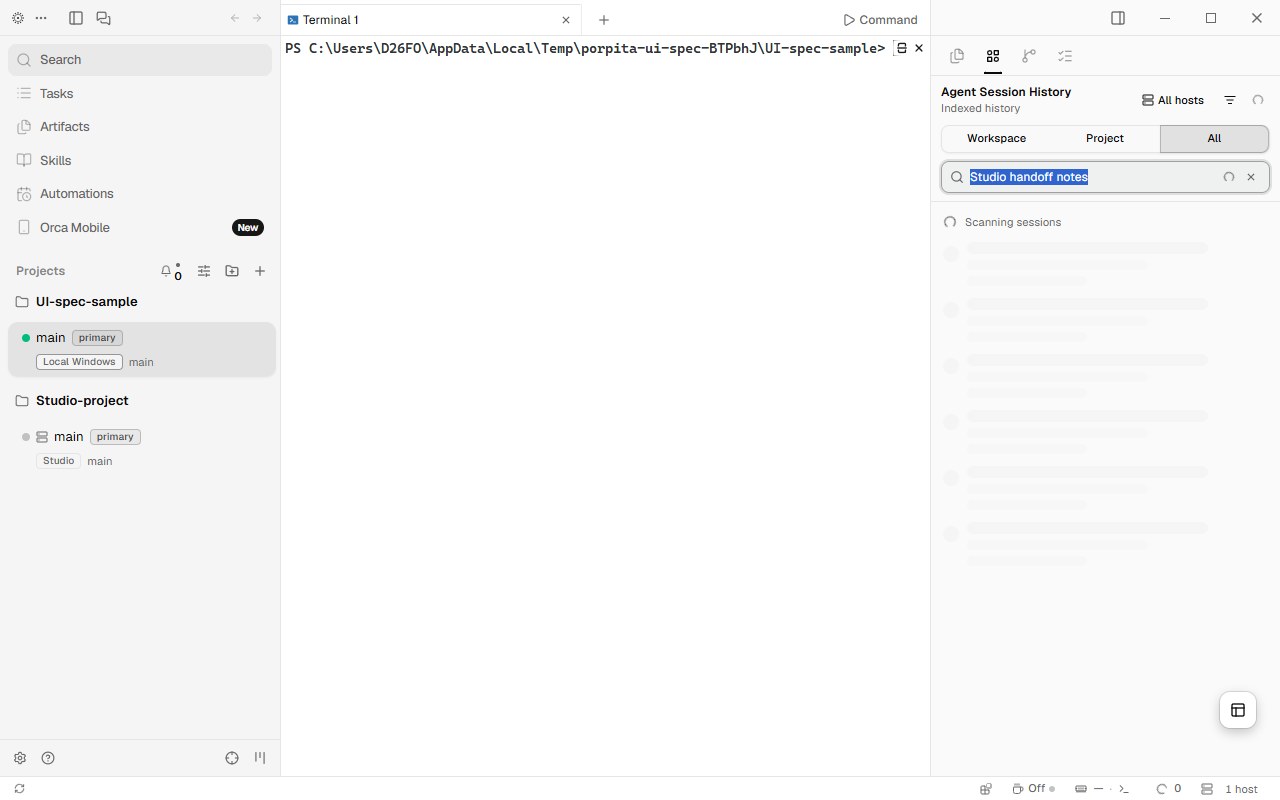 Terminal 1
Command
Search
Tasks
Artifacts
Skills
Automations
Orca Mobile
New
Projects
0
UI-spec-sample
main
primary
Local Windows
main
Studio-project
main
primary
Studio
main
PS C:\Users\D26FO\AppData\Local\Temp\porpita-ui-spec-BTPbhJ\UI-spec-sample>
Agent Session History
Indexed history
All hosts
Workspace
Project
All
Studio handoff notes
Scanning sessions
Off
0
1 host